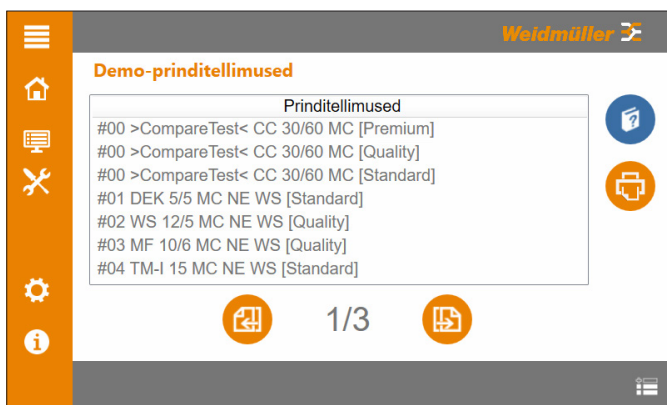 Weidmüller
Demo-prinditellimused
Prinditellimused
#00 >CompareTest< CC 30/60 MC [Premium]
#00 >CompareTest< CC 30/60 MC [Quality]
#00 >CompareTest< CC 30/60 MC [Standard]
#01 DEK 5/5 MC NE WS [Standard]
#02 WS 12/5 MC NE WS [Quality]
#03 MF 10/6 MC NE WS [Quality]
#04 TM-I 15 MC NE WS [Standard]
1/3